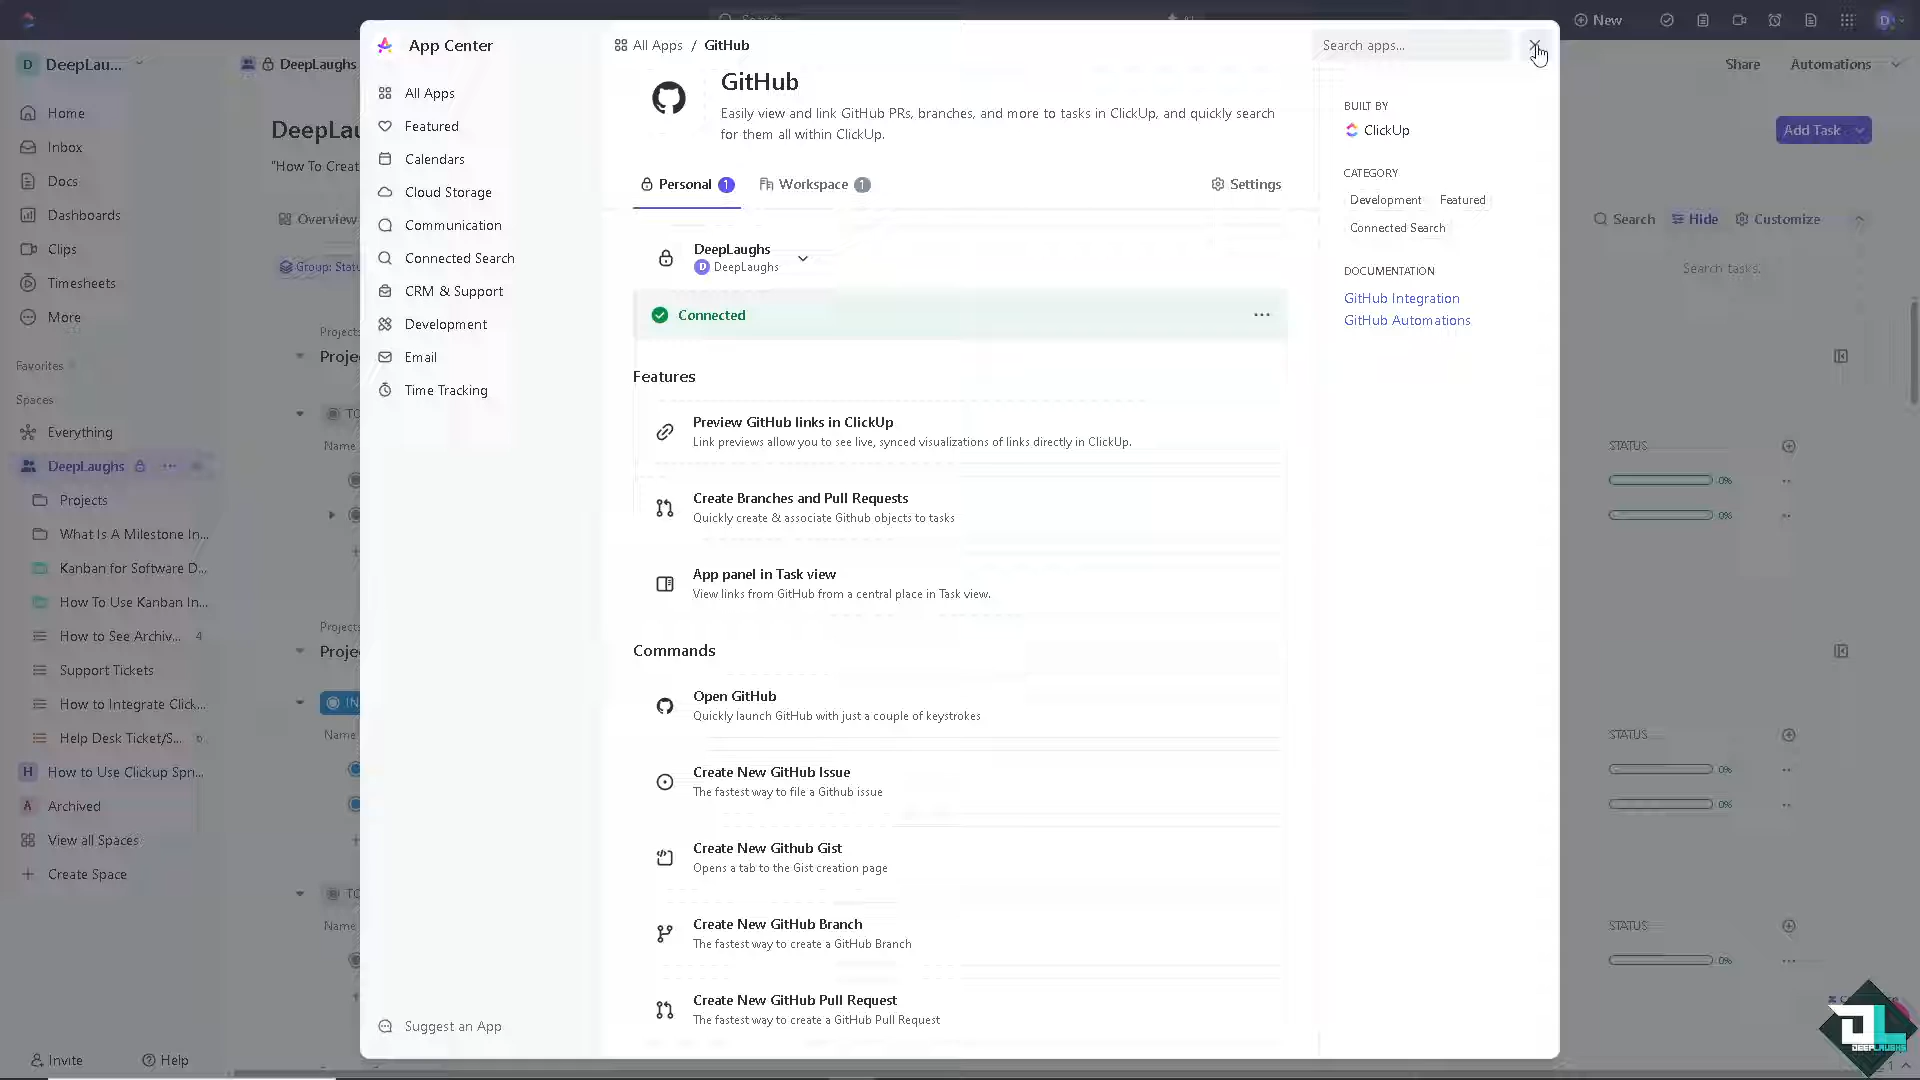 Search
AI
New
D
App Center
All Apps / GitHub
Search apps...
D DeepLau...
DeepLaughs
Share
Automations
GitHub
Easily view and link GitHub PRs, branches, and more to tasks in ClickUp, and quickly search
for them all within ClickUp.
All Apps
Featured
Calendars
Cloud Storage
Communication
Connected Search
CRM & Support
Development
Email
Time Tracking
Suggest an App
Home
Inbox
Docs
Dashboards
Clips
Timesheets
More
Favorites
Spaces
Everything
DeepLaughs
Projects
What Is A Milestone In...
Kanban for Software D...
How To Use Kanban In...
How to See Archiv... 4
Support Tickets
How to Integrate Click...
Help Desk Ticket/S...
H How to Use Clickup Spri...
A Archived
View all Spaces
Create Space
Invite
Help
DeepLau
"How To Creat
Overview
Group: Statu
Projects
Proje
TO
Name
Projects
Proje
IN
Name
TO
Name
Personal 1
Workspace 1
Settings
DeepLaughs
D DeepLaughs
Connected
Features
Preview GitHub links in ClickUp
Link previews allow you to see live, synced visualizations of links directly in ClickUp.
Create Branches and Pull Requests
Quickly create & associate Github objects to tasks
App panel in Task view
View links from GitHub from a central place in Task view.
Commands
Open GitHub
Quickly launch GitHub with just a couple of keystrokes
Create New GitHub Issue
The fastest way to file a Github issue
Create New Github Gist
Opens a tab to the Gist creation page
Create New GitHub Branch
The fastest way to create a GitHub Branch
Create New GitHub Pull Request
The fastest way to create a GitHub Pull Request
BUILT BY
ClickUp
CATEGORY
Development
Featured
Connected Search
DOCUMENTATION
GitHub Integration
GitHub Automations
Add Task
Search
Hide
Customize
Search tasks.
STATUS
0%
0%
STATUS
0%
0%
STATUS
0%
DL
DEEPLAUGHS